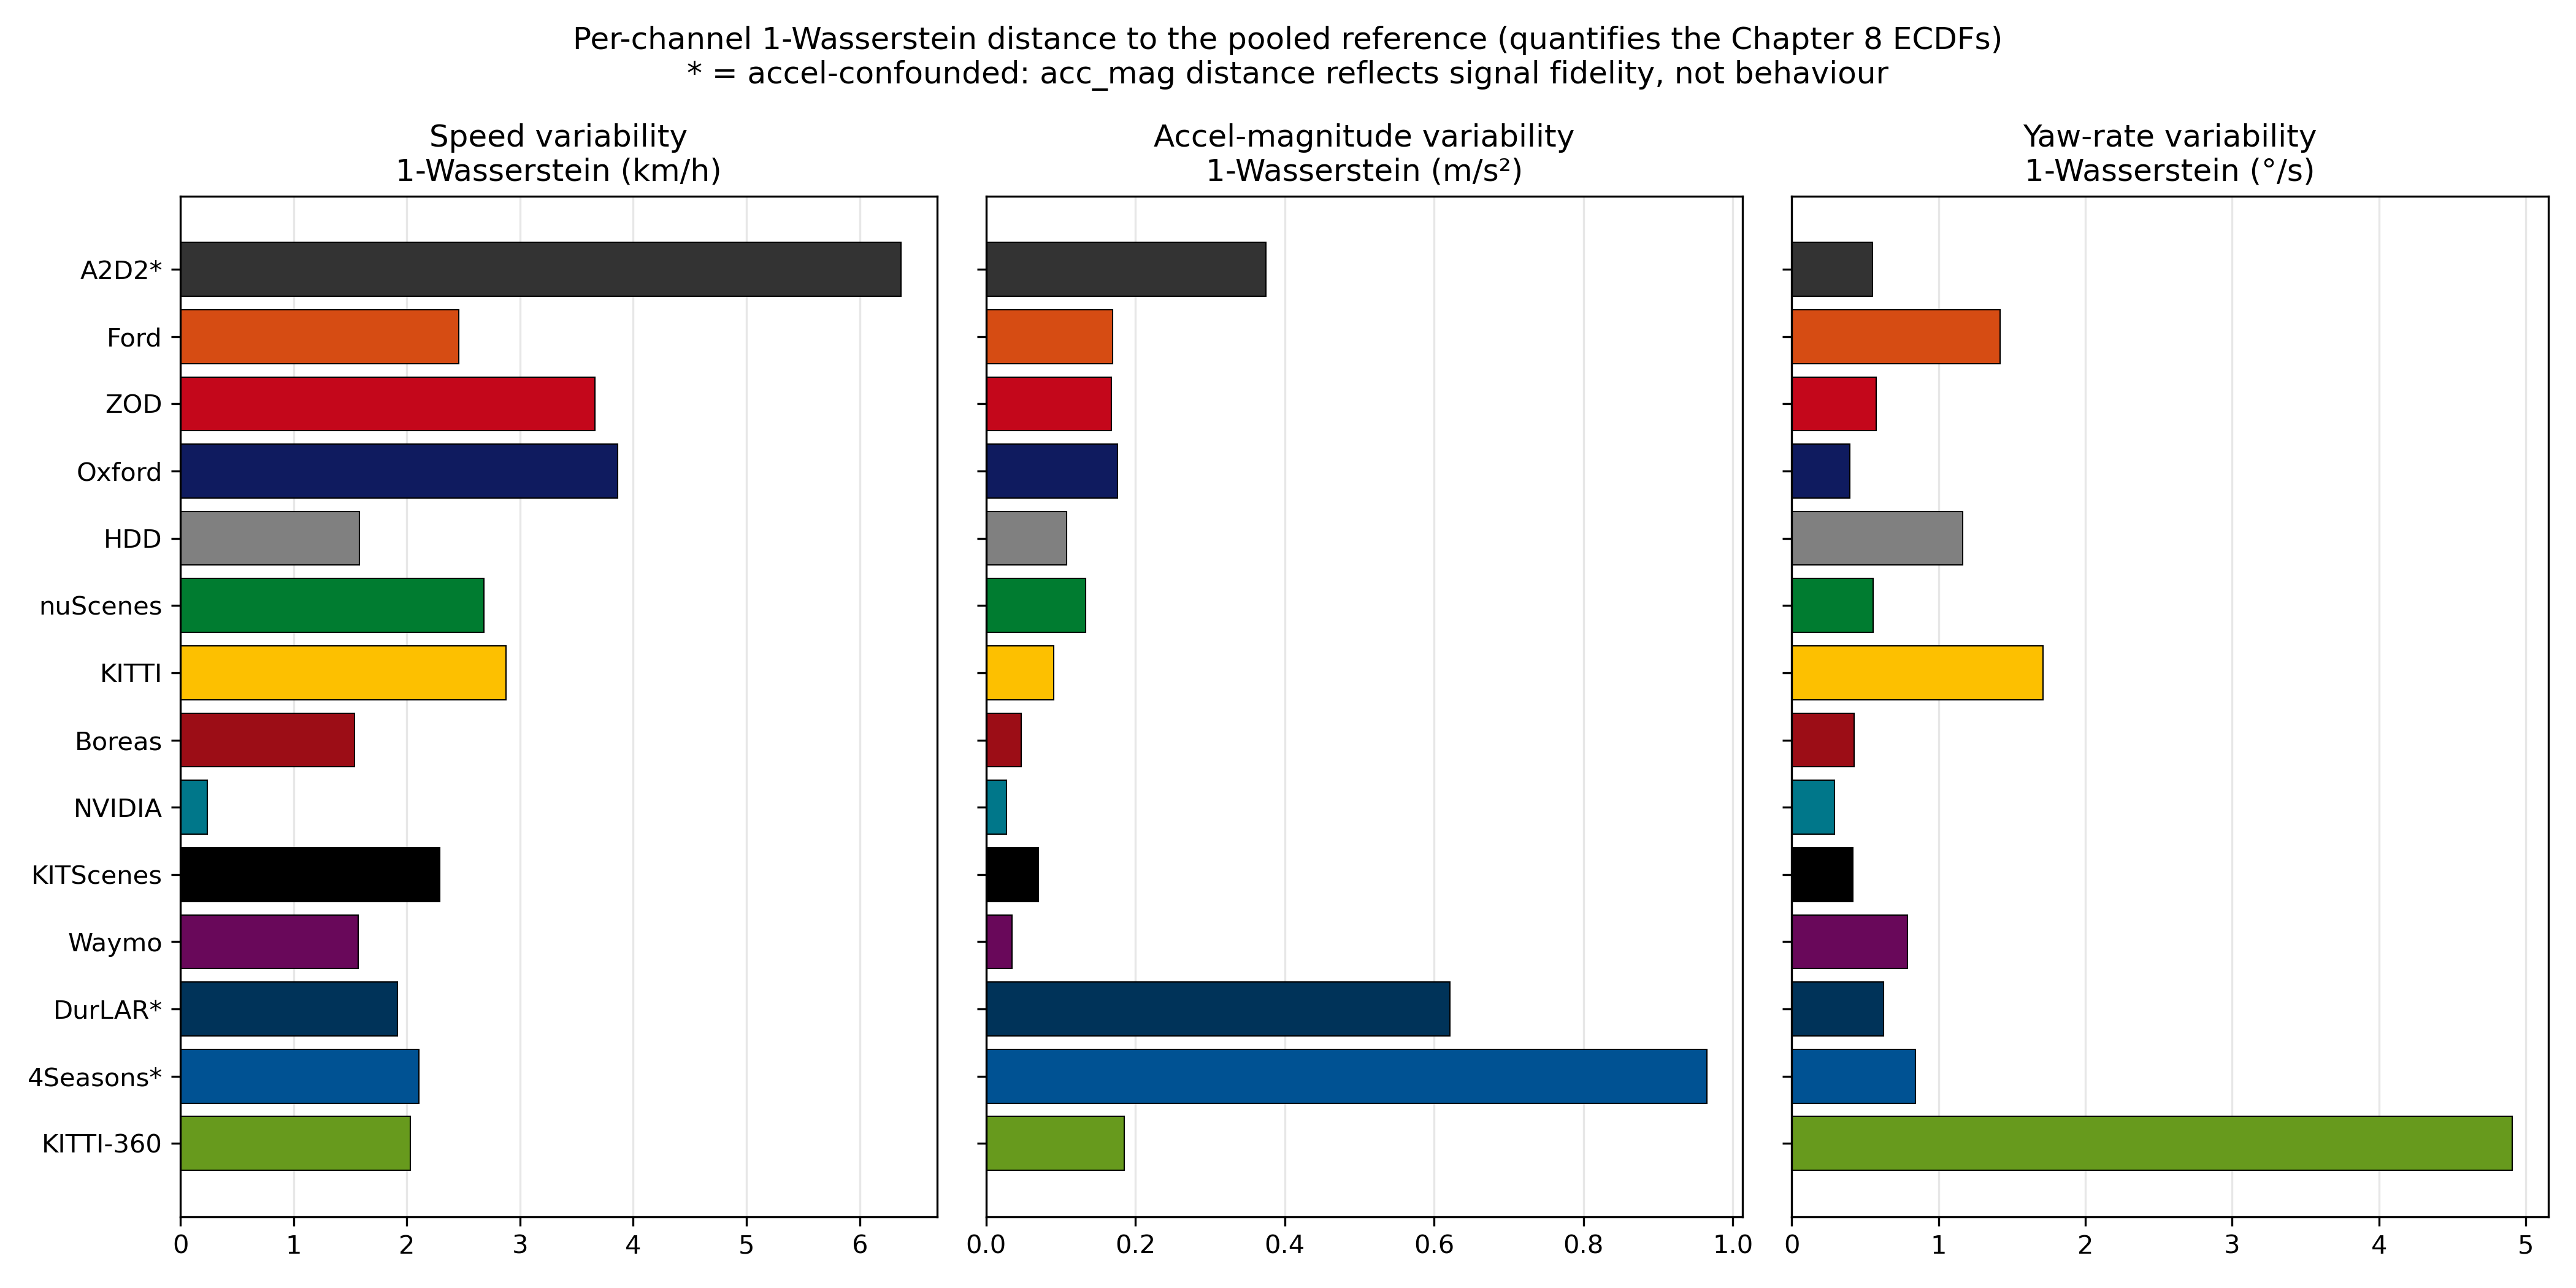 Per-channel 1-Wasserstein distance to the pooled reference (quantifies the Chapter 8 ECDFs)
* = accel-confounded: acc_mag distance reflects signal fidelity, not behaviour
Speed variability
1-Wasserstein (km/h)
Accel-magnitude variability
1-Wasserstein (m/s²)
Yaw-rate variability
1-Wasserstein (°/s)
A2D2*
Ford
ZOD
Oxford
HDD
nuScenes
KITTI
Boreas
NVIDIA
KITScenes
Waymo
DurLAR*
4Seasons*
KITTI-360
0 1 2 3 4 5 6
0.0 0.2 0.4 0.6 0.8 1.0
0 1 2 3 4 5